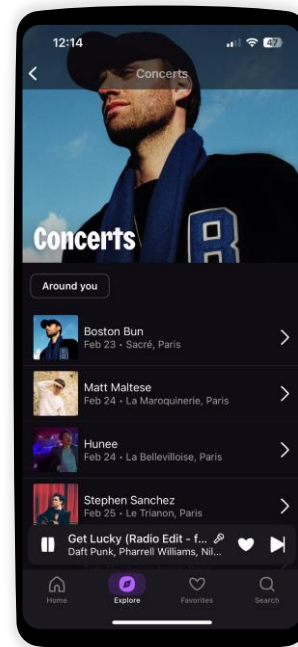 12:14
47
Concerts
Concerts
R
Around you
Boston Bun
Feb 23 • Sacré, Paris
Matt Maltese
Feb 24 • La Maroquinerie, Paris
Hunee
Feb 24 • La Bellevilloise, Paris
Stephen Sanchez
Feb 25 • Le Trianon, Paris
Get Lucky (Radio Edit - f...
Daft Punk, Pharrell Williams, Nil...
Home
Explore
Favorites
Search